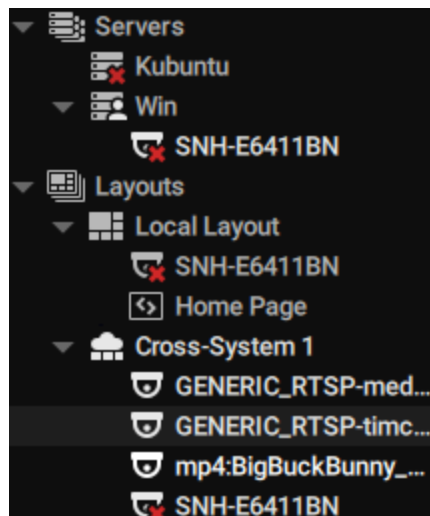 Servers
Kubuntu
Win
SNH-E6411BN
Layouts
Local Layout
SNH-E6411BN
Home Page
Cross-System 1
GENERIC_RTSP-med...
GENERIC_RTSP-timc...
mp4:BigBuckBunny_...
SNH-E6411BN